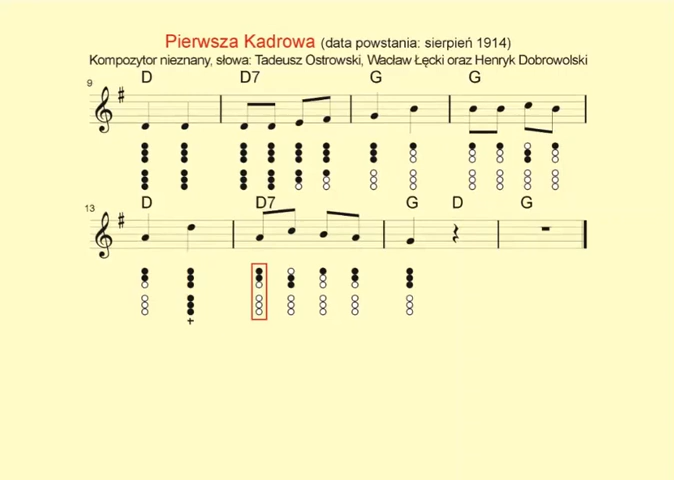 Pierwsza Kadrowa (data powstania: sierpień 1914)
Kompozytor nieznany, słowa: Tadeusz Ostrowski, Wacław Łęcki oraz Henryk Dobrowolski
D D7 G G
9
D D7 G D G
13
+